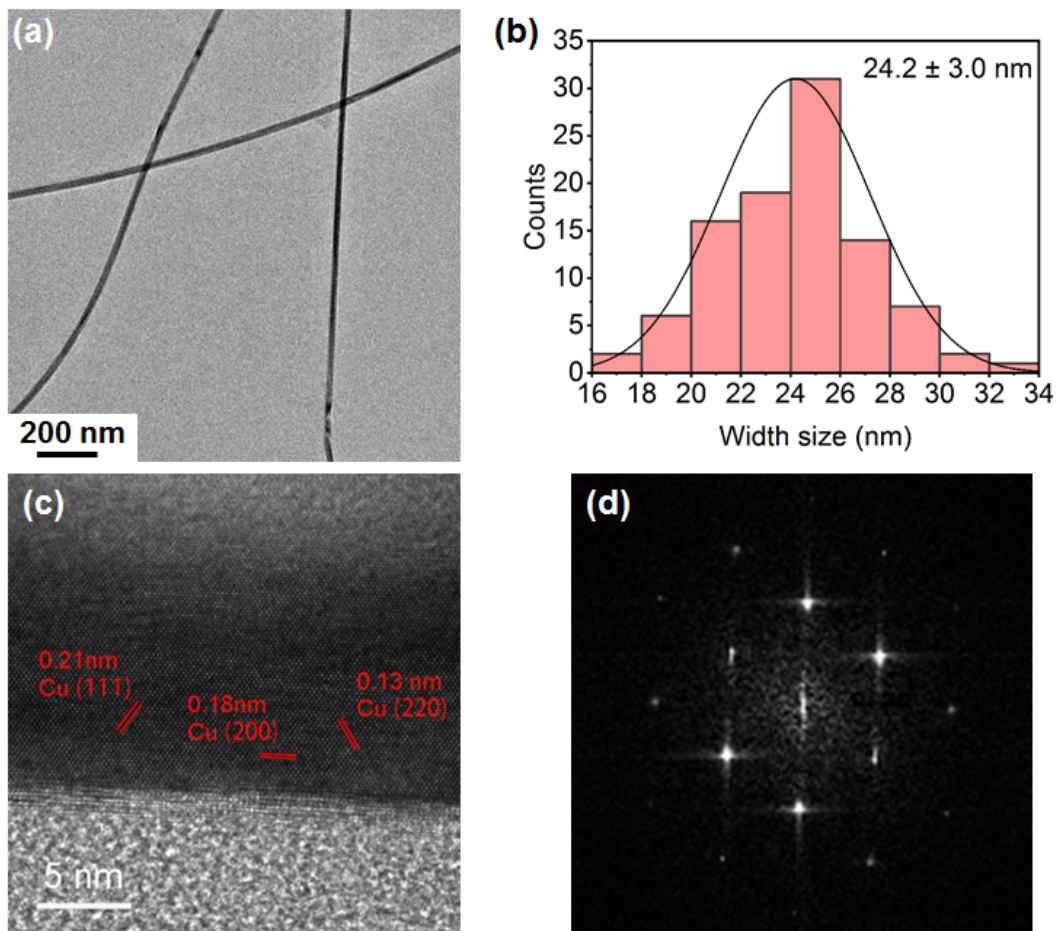 (a)
200 nm
(b)
24.2 ± 3.0 nm
35
30
25
20
15
10
5
0
Counts
16 18 20 22 24 26 28 30 32 34
Width size (nm)
(c)
0.21nm
Cu (111)
0.18nm
Cu (200)
0.13 nm
Cu (220)
5 nm
(d)